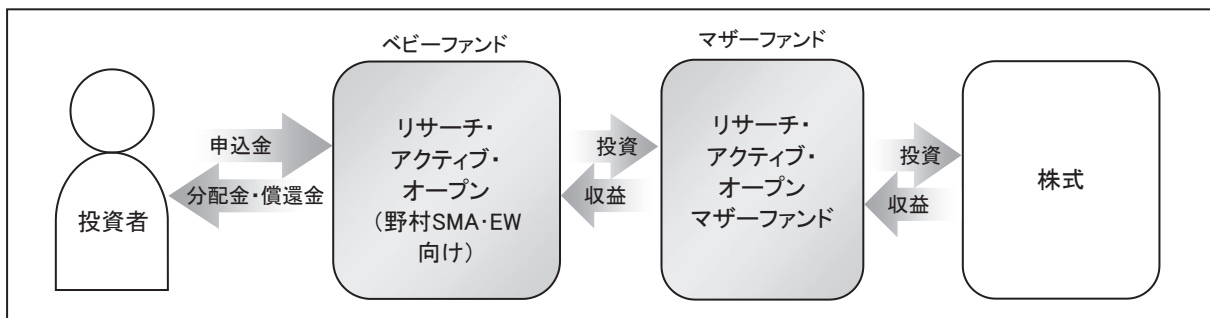 ベビーファンド
マザーファンド
投資者
申込金
分配金・償還金
リサーチ・
アクティブ・
オープン
(野村SMA・EW
向け)
投資
収益
リサーチ・
アクティブ・
オープン
マザーファンド
投資
収益
株式